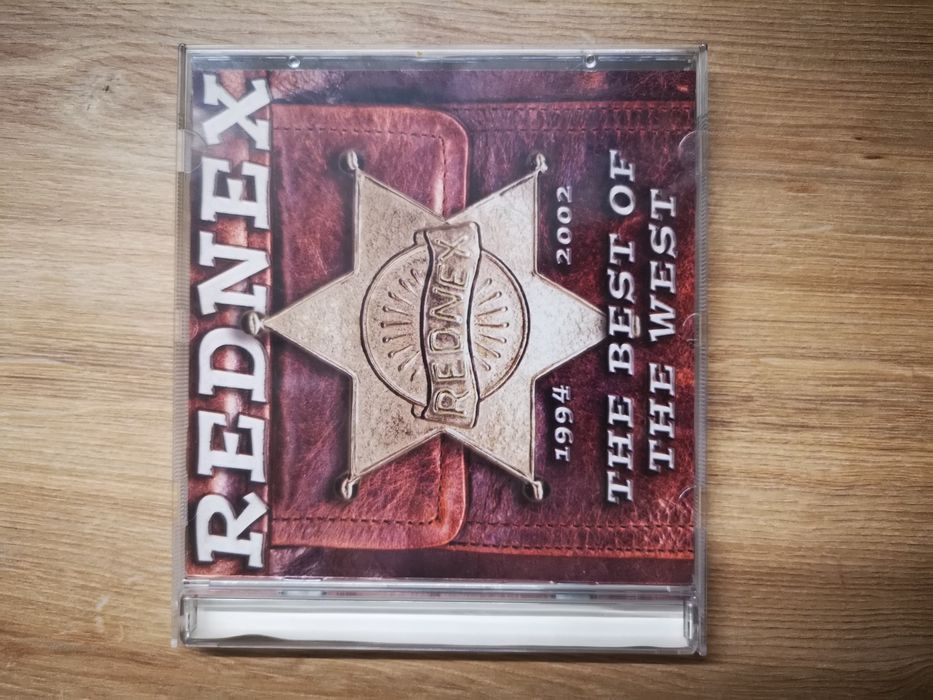 REDNEX
REDNEX
1994 2002
THE BEST OF
THE WEST